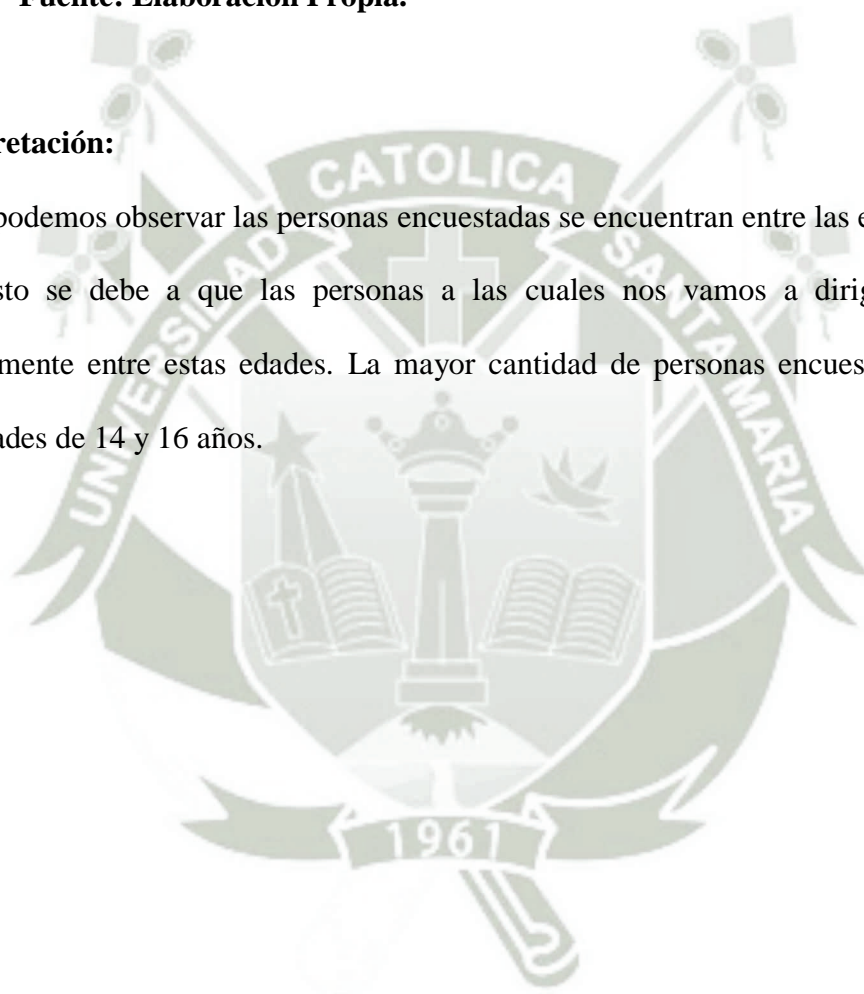 Fuente: Elaboración Propia.
retación:
podemos observar las personas encuestadas se encuentran entre las e
sto se debe a que las personas a las cuales nos vamos a dirig
mente entre estas edades. La mayor cantidad de personas encues
ades de 14 y 16 años.
UNIVERSIDAD CATOLICA SANTA MARIA
1961